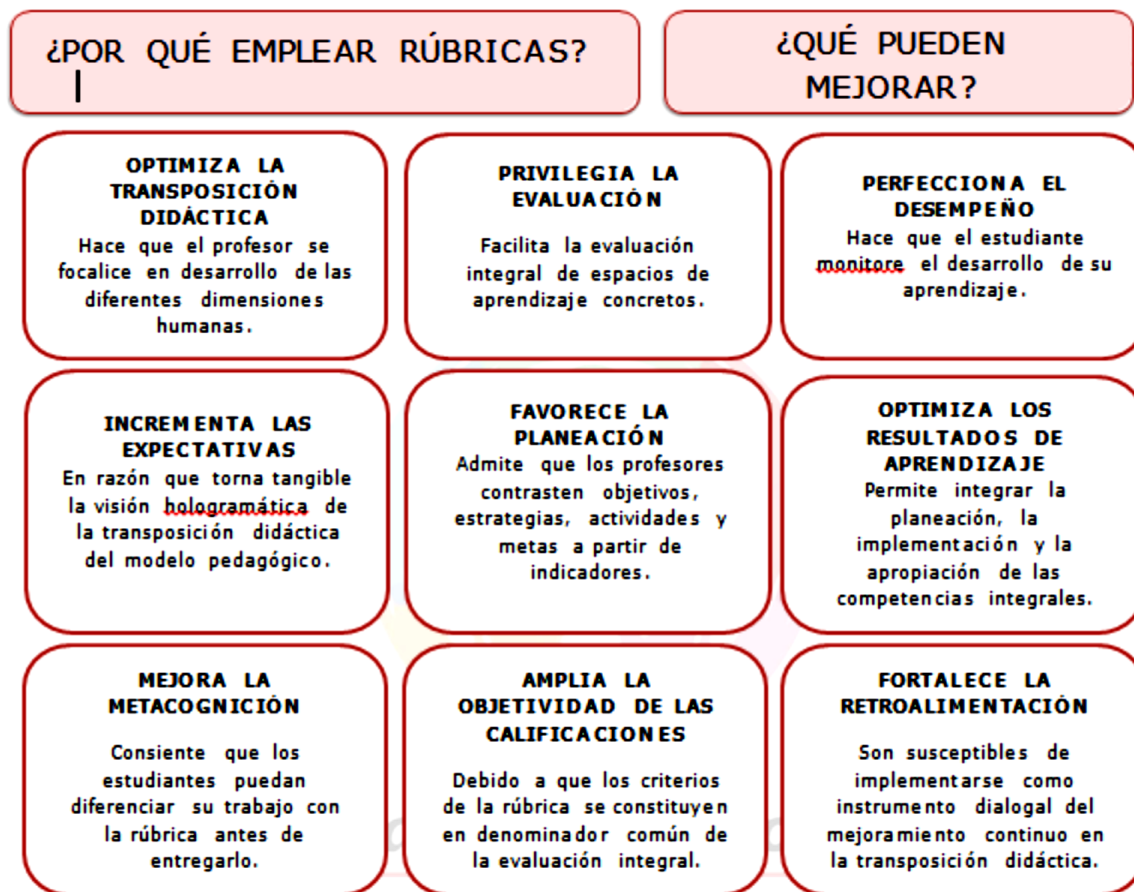 ¿POR QUÉ EMPLEAR RÚBRICAS?
¿QUÉ PUEDEN
MEJORAR?
OPTIMIZA LA
TRANSPOSICIÓN
DIDÁCTICA
Hace que el profesor se
focalice en desarrollo de las
diferentes dimensiones
humanas.
PRIVILEGIA LA
EVALUACIÓN
Facilita la evaluación
integral de espacios de
aprendizaje concretos.
PERFECCIONA EL
DESEMPEÑO
Hace que el estudiante
monitore el desarrollo de su
aprendizaje.
INCREMENTA LAS
EXPECTATIVAS
En razón que torna tangible
la visión hologramática de
la transposición didáctica
del modelo pedagógico.
FAVORECE LA
PLANEACIÓN
Admite que los profesores
contrasten objetivos,
estrategias, actividades y
metas a partir de
indicadores.
OPTIMIZA LOS
RESULTADOS DE
APRENDIZAJE
Permite integrar la
planeación, la
implementación y la
apropiación de las
competencias integrales.
MEJORA LA
METACOGNICIÓN
Consiente que los
estudiantes puedan
diferenciar su trabajo con
la rúbrica antes de
entregarlo.
AMPLIA LA
OBJETIVIDAD DE LAS
CALIFICACIONES
Debido a que los criterios
de la rúbrica se constituyen
en denominador común de
la evaluación integral.
FORTALECE LA
RETROALIMENTACIÓN
Son susceptibles de
implementarse como
instrumento dialogal del
mejoramiento continuo en
la transposición didáctica.